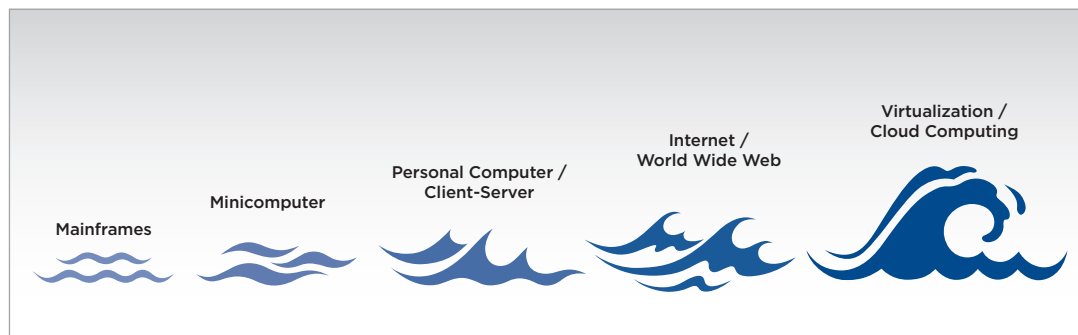 Mainframes
Minicomputer
Personal Computer /
Client-Server
Internet /
World Wide Web
Virtualization /
Cloud Computing